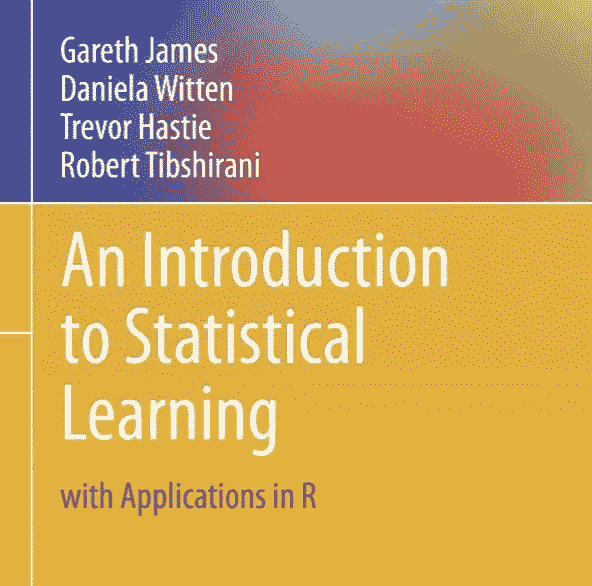 Gareth James
Daniela Witten
Trevor Hastie
Robert Tibshirani
An Introduction
to Statistical
Learning
with Applications in R